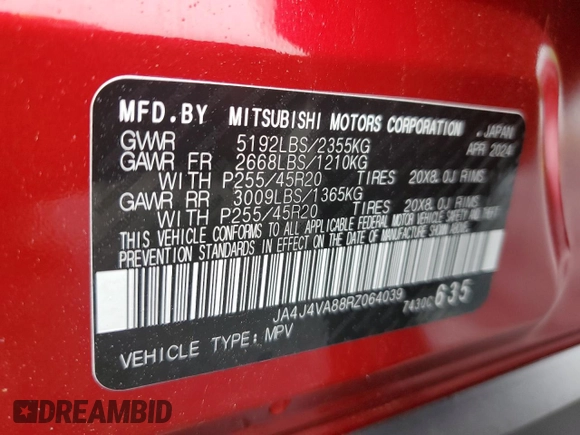 MFD.BY MITSUBISHI MOTORS CORPORATION .JAPAN
GVWR 5192LBS/2355KG APR 2024
GAWR FR 2668LBS/1210KG
WITH P255/45R20 TIRES 20X8.0J RIMS
GAWR RR 3009LBS/1365KG
WITH P255/45R20 TIRES 20X8.0J RIMS
THIS VEHICLE CONFORMS TO ALL APPLICABLE FEDERAL MOTOR VEHICLE SAFETY AND THEFT
PREVENTION STANDARDS IN EFFECT ON THE DATE OF MANUFACTURE SHOWN ABOVE.
JA4J4VA88RZ064039 7430C635
VEHICLE TYPE: MPV
DREAMBID